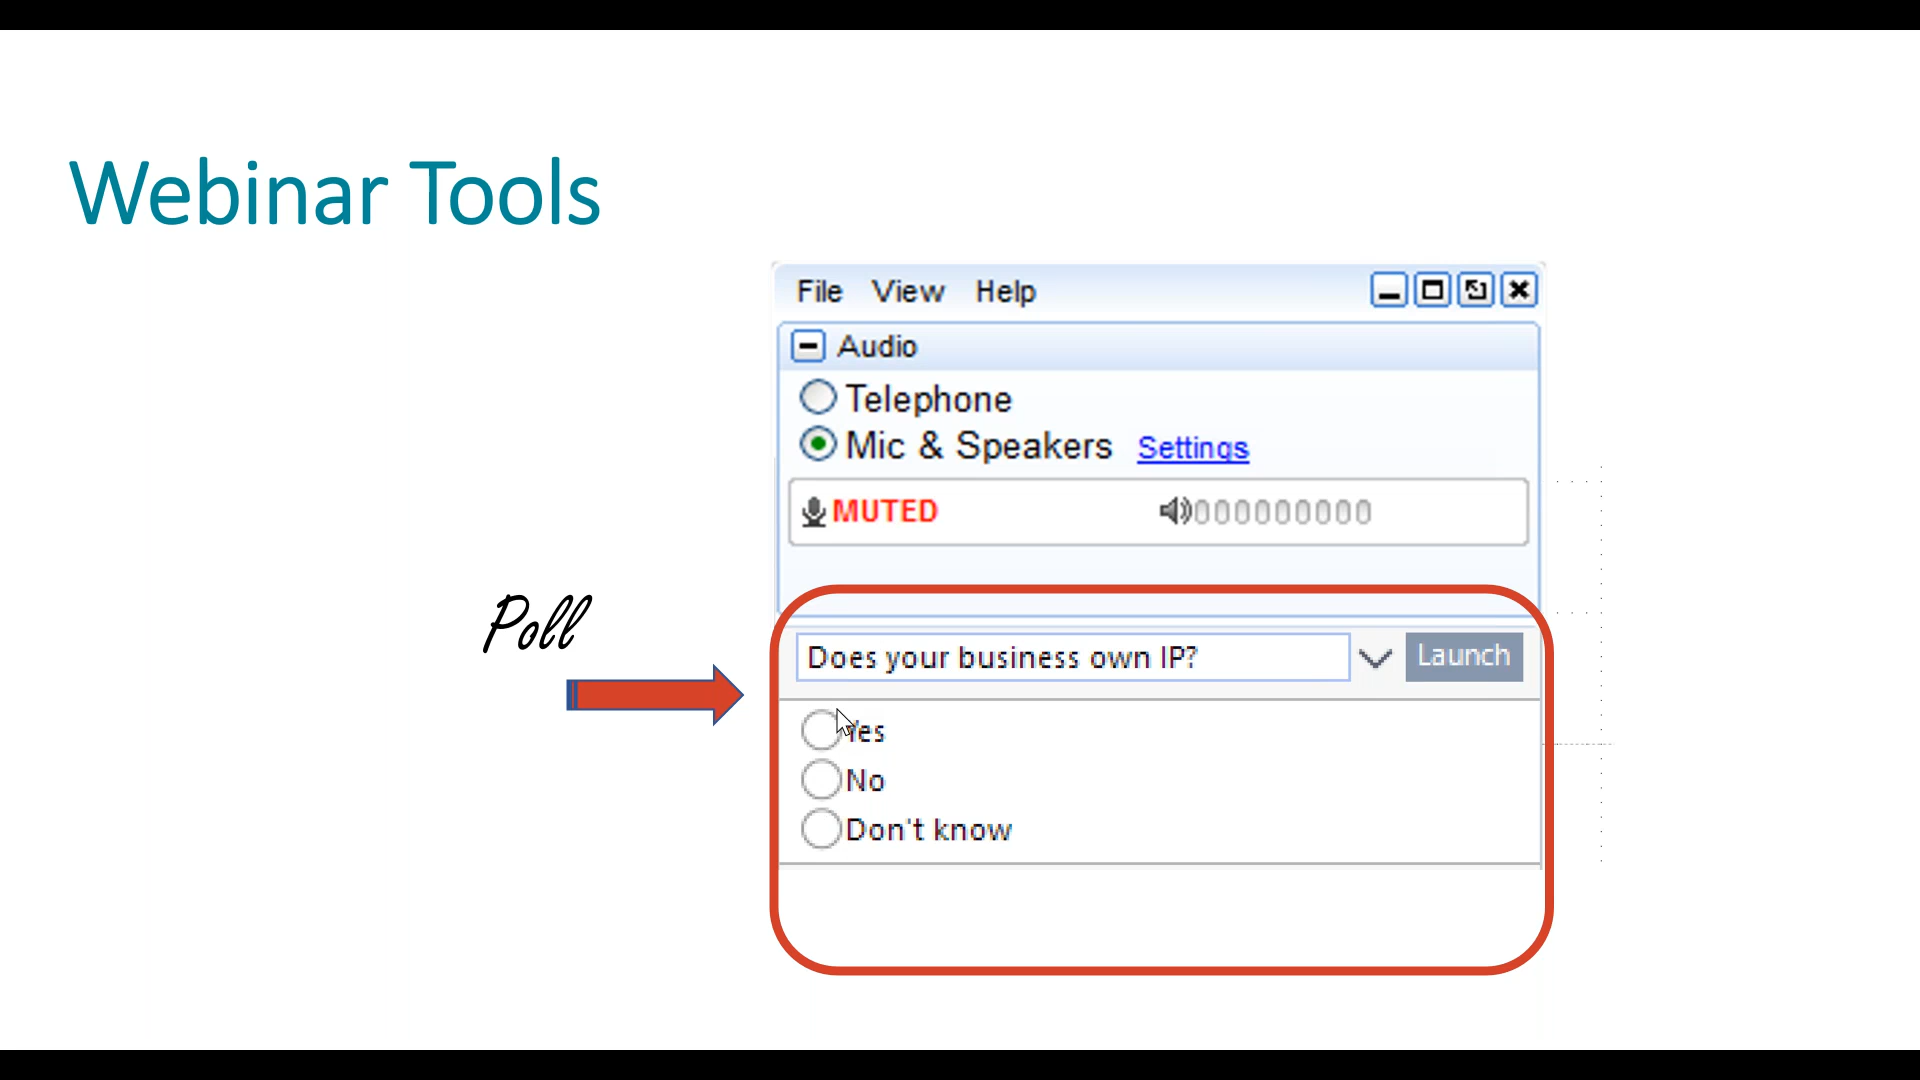 Webinar Tools
File View Help
Audio
Telephone
Mic & Speakers Settings
MUTED
Poll
Does your business own IP? Launch
Yes
No
Don't know